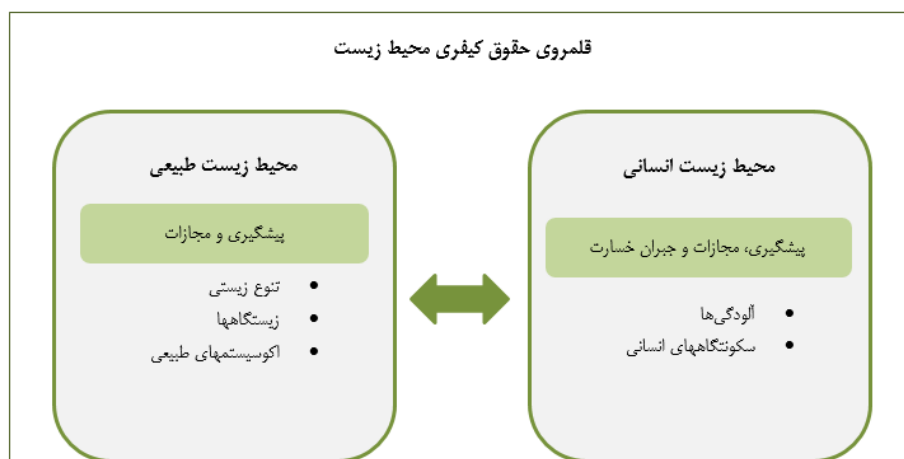 قلمروی حقوق کیفری محیط زیست
محیط زیست انسانی
پیشگیری، مجازات و جبران خسارت
آلودگی‌ها
سکونتگاههای انسانی
محیط زیست طبیعی
پیشگیری و مجازات
تنوع زیستی
زیستگاهها
اکوسیستمهای طبیعی